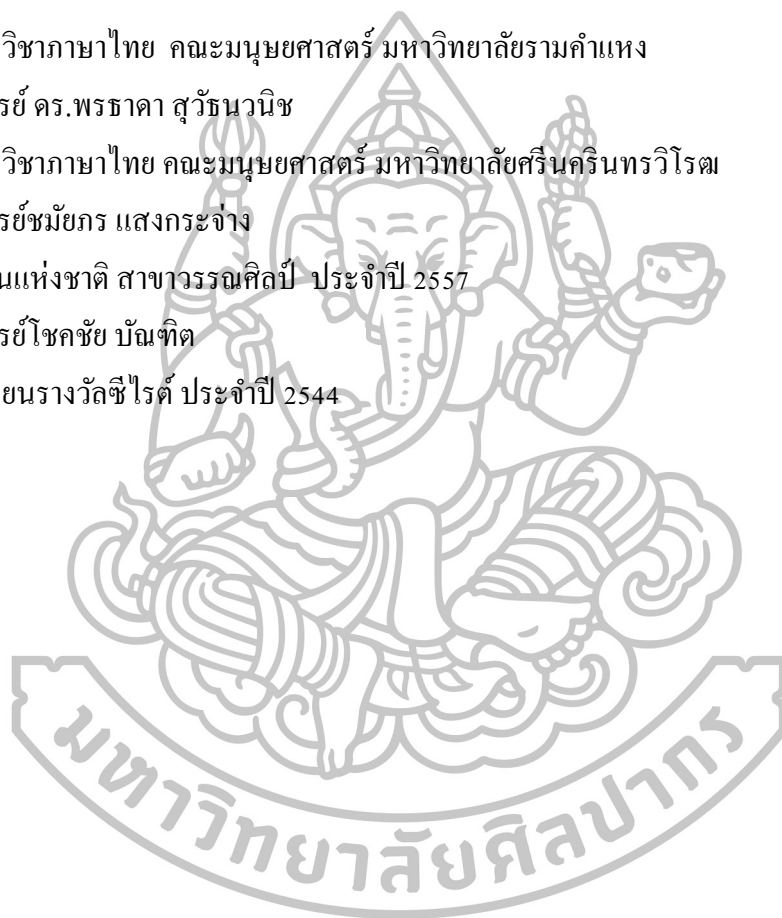 วิชาภาษาไทย คณะมนุษยศาสตร์ มหาวิทยาลัยรามคำแหง
รย์ ดร.พรธาดา สุวัธนวนิช
วิชาภาษาไทย คณะมนุษยศาสตร์ มหาวิทยาลัยศรีนครินทรวิโรฒ
รย์ชมัยภร แสงกระจ่าง
นแห่งชาติ สาขาวรรณศิลป์ ประจำปี 2557
รย์โชคชัย บัณฑิต
ยนรางวัลซีไรต์ ประจำปี 2544
มหาวิทยาลัยศิลปากร